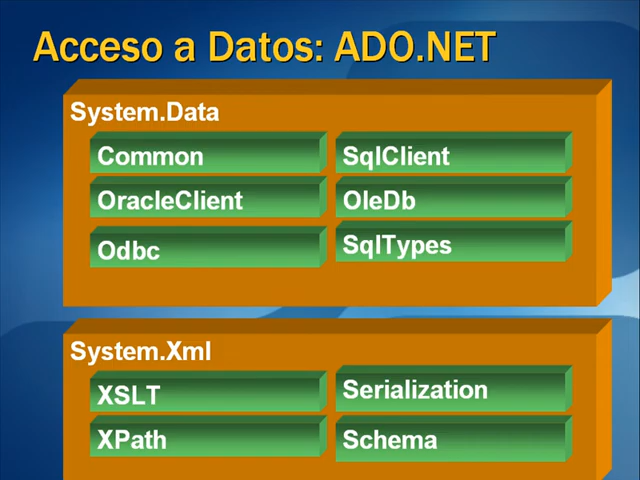 Acceso a Datos: ADO.NET
System.Data
Common
SqlClient
OracleClient
OleDb
Odbc
SqlTypes
System.Xml
XSLT
Serialization
XPath
Schema